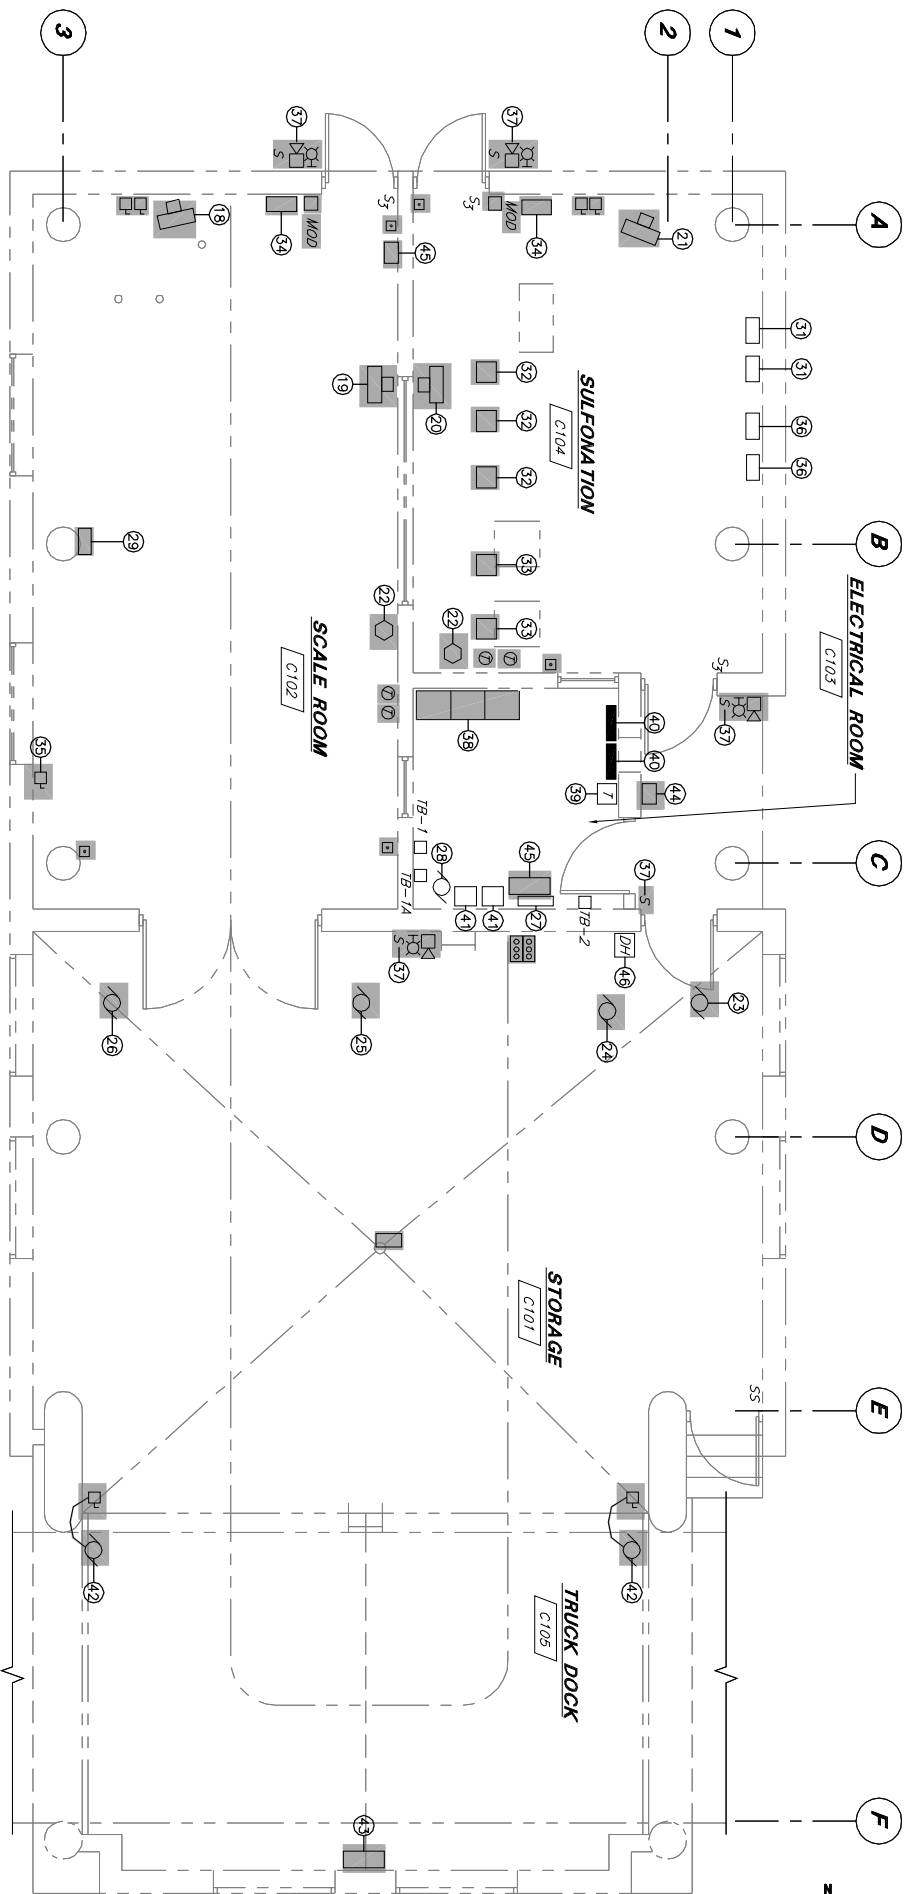 3
2
1
A
B
C
D
E
F
37
S
37
S
18
34
MOD
S3
45
S3
MOD
34
21
31
31
36
36
19
20
32
32
32
33
33
SULFONATION
C104
29
22
22
T
T
T
T
SCALE ROOM
C102
ELECTRICAL ROOM
C103
S3
37
S
38
40
40
39
T
44
35
TB-1
TB-1A
28
41
41
45
27
TB-2
37
S
37
S
DH
46
26
25
24
23
STORAGE
C101
SS
42
42
TRUCK DOCK
C105
43
N